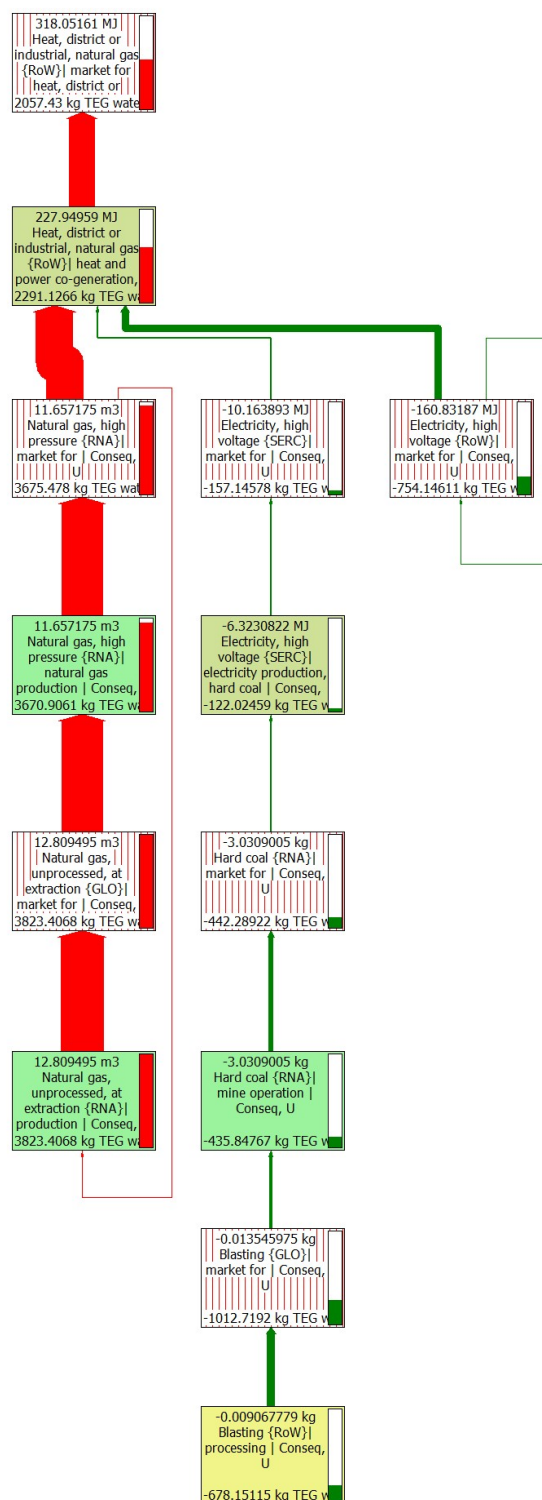 318.05161 MJ
Heat, district or
industrial, natural gas
{RoW}| market for
heat, district or
2057.43 kg TEG wate
227.94959 MJ
Heat, district or
industrial, natural gas
{RoW}| heat and
power co-generation,
2291.1266 kg TEG wa
11.657175 m3
Natural gas, high
pressure {RNA}|
market for | Conseq,
U
3675.478 kg TEG wat
-10.163893 MJ
Electricity, high
voltage {SERC}|
market for | Conseq,
U
-157.14578 kg TEG w
-160.83187 MJ
Electricity, high
voltage {RoW}|
market for | Conseq,
U
-754.14611 kg TEG w
11.657175 m3
Natural gas, high
pressure {RNA}|
natural gas
production | Conseq,
3670.9061 kg TEG wa
-6.3230822 MJ
Electricity, high
voltage {SERC}|
electricity production,
hard coal | Conseq,
-122.02459 kg TEG w
12.809495 m3
Natural gas,
unprocessed, at
extraction {GLO}|
market for | Conseq,
3823.4068 kg TEG wa
-3.0309005 kg
Hard coal {RNA}|
market for | Conseq,
U
-442.28922 kg TEG w
12.809495 m3
Natural gas,
unprocessed, at
extraction {RNA}|
production | Conseq,
3823.4068 kg TEG wa
-3.0309005 kg
Hard coal {RNA}|
mine operation |
Conseq, U
-435.84767 kg TEG w
-0.013545975 kg
Blasting {GLO}|
market for | Conseq,
U
-1012.7192 kg TEG w
-0.009067779 kg
Blasting {RoW}|
processing | Conseq,
U
-678.15115 kg TEG w